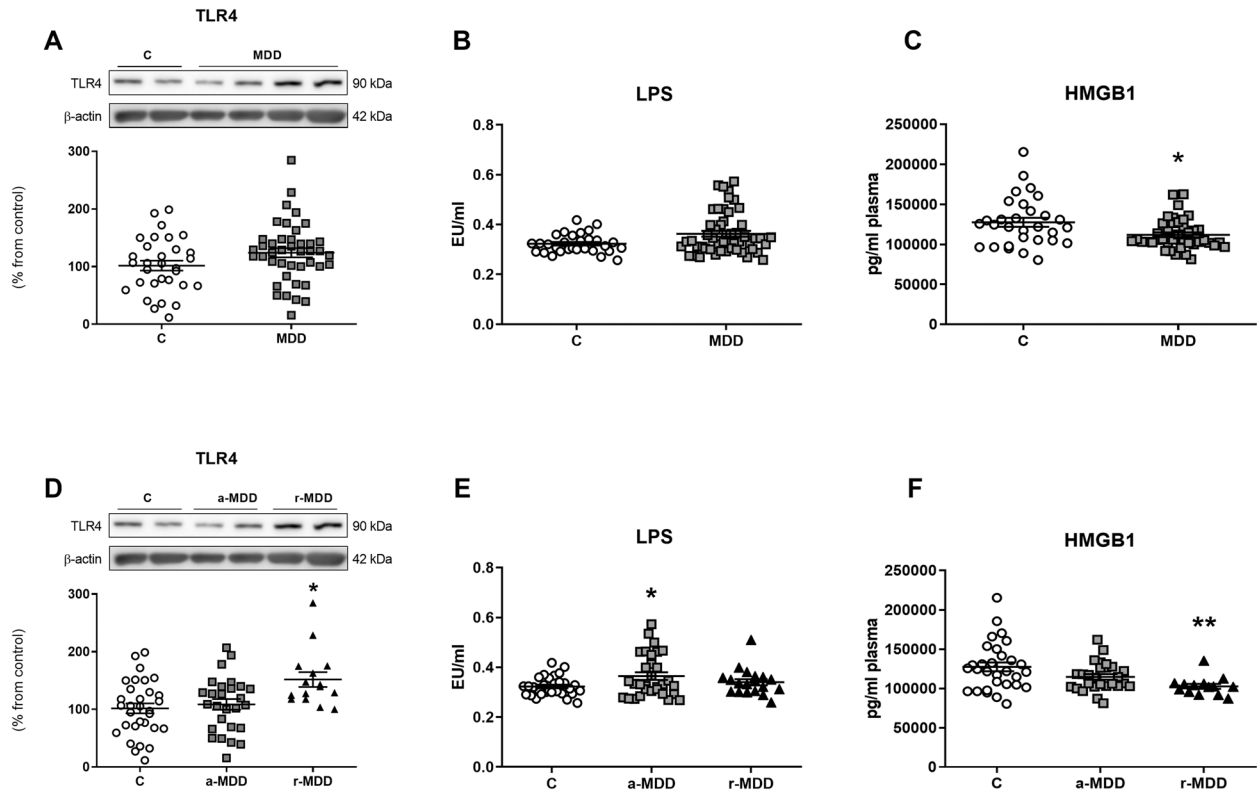 TLR4
A
C MDD
TLR4 90 kDa
β-actin 42 kDa
(% from control)
300
200
100
0
C MDD
B
LPS
EU/ml
0.8
0.6
0.4
0.2
0.0
C MDD
C
HMGB1
pg/ml plasma
250000
200000
150000
100000
50000
0
*
C MDD
TLR4
D
C a-MDD r-MDD
TLR4 90 kDa
β-actin 42 kDa
(% from control)
300
200
100
0
*
C a-MDD r-MDD
E
LPS
EU/ml
0.8
0.6
0.4
0.2
0.0
*
C a-MDD r-MDD
F
HMGB1
pg/ml plasma
250000
200000
150000
100000
50000
0
**
C a-MDD r-MDD